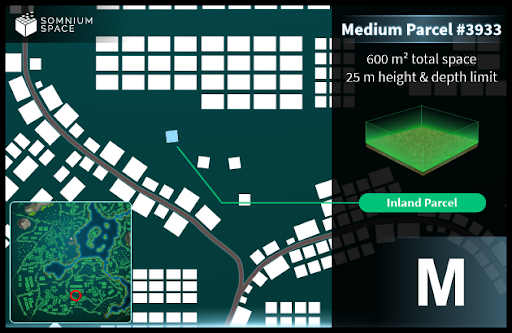 SOMNIUM
SPACE
Medium Parcel #3933
600 m² total space
25 m height & depth limit
Inland Parcel
M